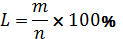 L = m/n × 100%